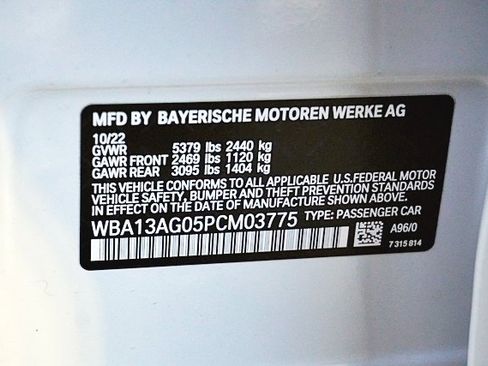 MFD BY BAYERISCHE MOTOREN WERKE AG
10/22
GVWR 5379 lbs 2440 kg
GAWR FRONT 2469 lbs 1120 kg
GAWR REAR 3095 lbs 1404 kg
THIS VEHICLE CONFORMS TO ALL APPLICABLE U.S.FEDERAL MOTOR
VEHICLE SAFETY, BUMPER AND THEFT PREVENTION STANDARDS
IN EFFECT ON THE DATE OF MANUFACTURE SHOWN ABOVE.
WBA13AG05PCM03775 TYPE: PASSENGER CAR
A96/0
7 315 814